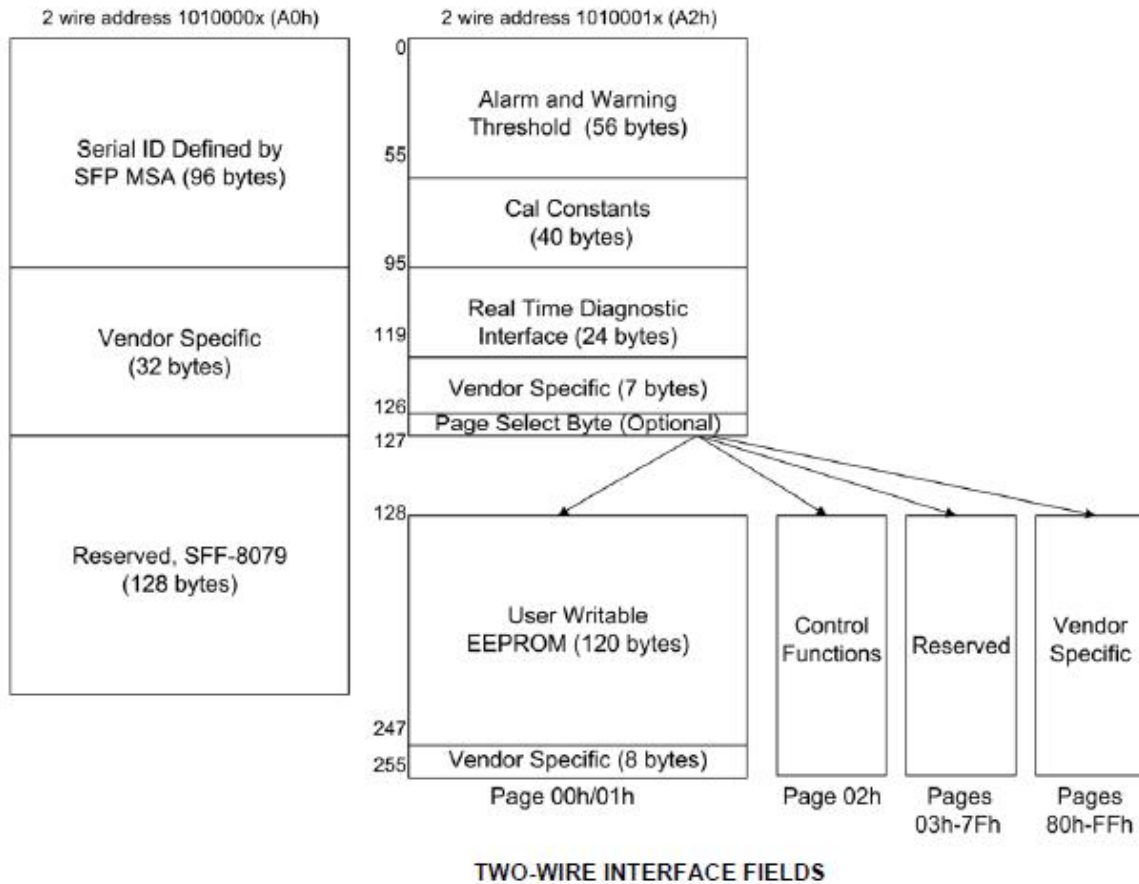 2 wire address 1010000x (A0h)
Serial ID Defined by
SFP MSA (96 bytes)
Vendor Specific
(32 bytes)
Reserved, SFF-8079
(128 bytes)
2 wire address 1010001x (A2h)
0
Alarm and Warning
Threshold (56 bytes)
55
Cal Constants
(40 bytes)
95
Real Time Diagnostic
Interface (24 bytes)
119
Vendor Specific (7 bytes)
126
Page Select Byte (Optional)
127
128
User Writable
EEPROM (120 bytes)
247
Vendor Specific (8 bytes)
255
Page 00h/01h
Control
Functions
Page 02h
Reserved
Pages
03h-7Fh
Vendor
Specific
Pages
80h-FFh
TWO-WIRE INTERFACE FIELDS